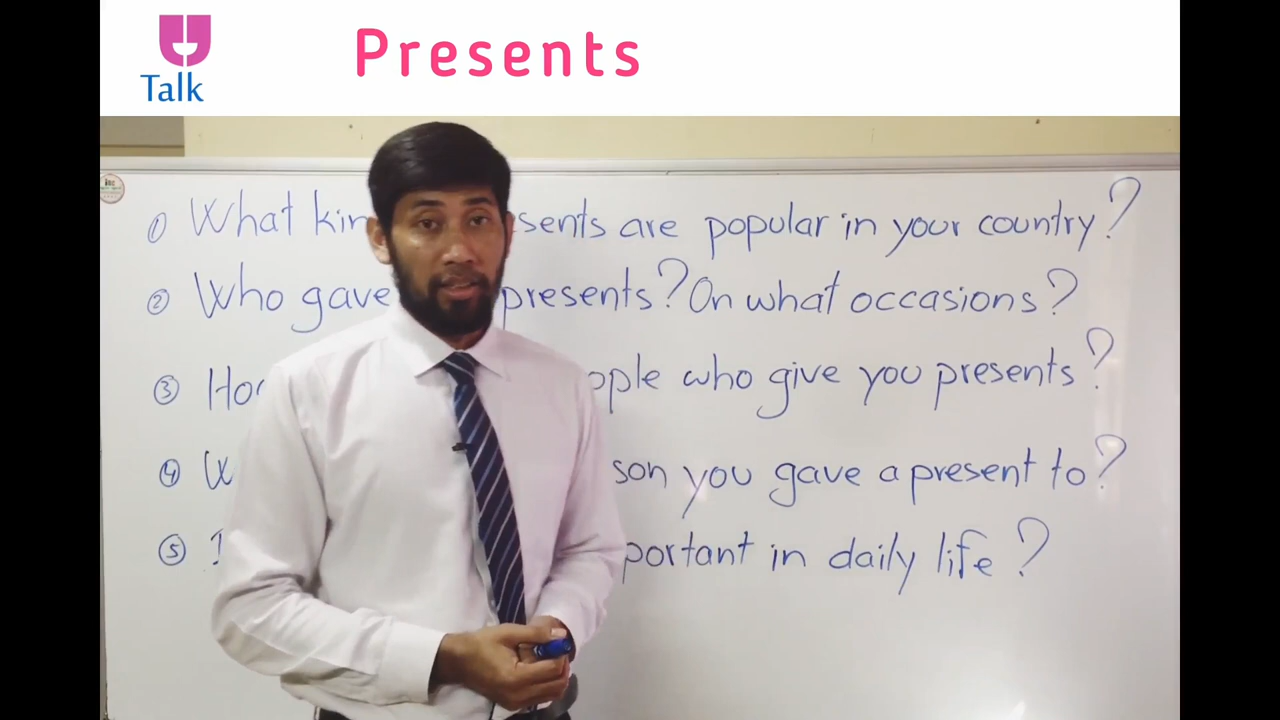 Talk
Presents
1 What kin sents are popular in your country?
2 Who gave presents? On what occasions?
3 Ho ople who give you presents?
4 W son you gave a present to?
5 I portant in daily life?